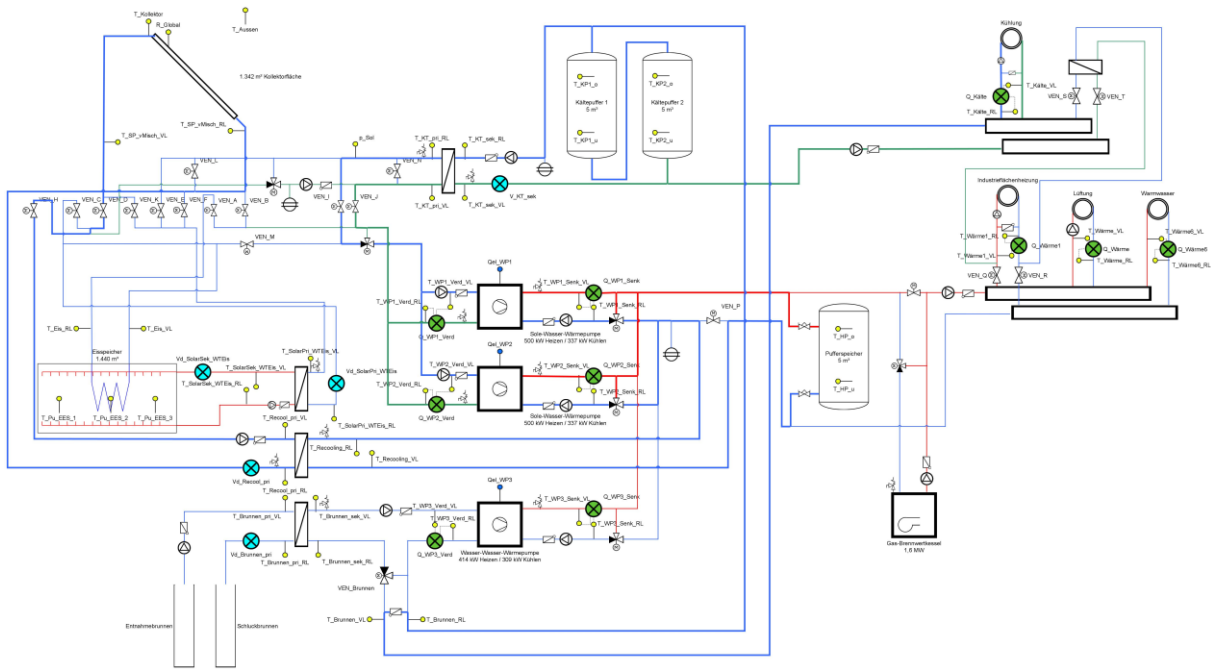 T_Kollektor
R_Global
T_Aussen
1.342 m² Kollektorfläche
T_SP_vMisch_RL
T_SP_vMisch_VL
VEN_L
p_Sol
T_KT_pri_RL
T_KT_sek_RL
VEN_N
T_KP1_o
Kältepuffer 1
5 m³
T_KP1_u
T_KP2_o
Kältepuffer 2
5 m³
T_KP2_u
Kühlung
Q_Kälte
T_Kälte_VL
T_Kälte_RL
VEN_S
VEN_T
VEN_H
VEN_C
VEN_D
VEN_K
VEN_E
VEN_F
VEN_A
VEN_B
VEN_I
VEN_J
T_KT_pri_VL
T_KT_sek_VL
V_KT_sek
VEN_M
Industrieflächenheizung
Lüftung
Warmwasser
T_Wärme1_RL
Q_Wärme1
T_Wärme1_VL
VEN_Q
VEN_R
T_Wärme_VL
Q_Wärme
T_Wärme_RL
T_Wärme6_VL
Q_Wärme6
T_Wärme6_RL
Qel_WP1
T_WP1_Verd_VL
T_WP1_Verd_RL
Q_WP1_Verd
T_WP1_Senk_VL
Q_WP1_Senk
T_WP1_Senk_RL
Sole-Wasser-Wärmepumpe
500 kW Heizen / 337 kW Kühlen
VEN_P
Qel_WP2
T_WP2_Verd_VL
T_WP2_Verd_RL
Q_WP2_Verd
T_WP2_Senk_VL
Q_WP2_Senk
Sole-Wasser-Wärmepumpe
500 kW Heizen / 337 kW Kühlen
T_HP_o
Pufferspeicher
5 m³
T_HP_u
T_Eis_RL
T_Eis_VL
Eisspeicher
1.440 m³
Vd_SolarSek_WTEis
T_SolarSek_WTEis_VL
T_SolarSek_WTEis_RL
T_SolarPri_WTEis_VL
Vd_SolarPri_WTEis
T_SolarPri_WTEis_RL
T_Pu_EES_1
T_Pu_EES_2
T_Pu_EES_3
T_Recool_pri_VL
T_Recooling_RL
T_Recooling_VL
Vd_Recool_pri
T_Recool_pri_RL
T_Brunnen_pri_VL
T_Brunnen_sek_VL
Vd_Brunnen_pri
T_Brunnen_pri_RL
T_Brunnen_sek_RL
Qel_WP3
T_WP3_Verd_VL
T_WP3_Verd_RL
Q_WP3_Verd
T_WP3_Senk_VL
Q_WP3_Senk
T_WP3_Senk_RL
Wasser-Wasser-Wärmepumpe
414 kW Heizen / 309 kW Kühlen
Gas-Brennwertkessel
1,6 MW
VEN_Brunnen
T_Brunnen_VL
T_Brunnen_RL
Entnahmebrunnen
Schluckbrunnen